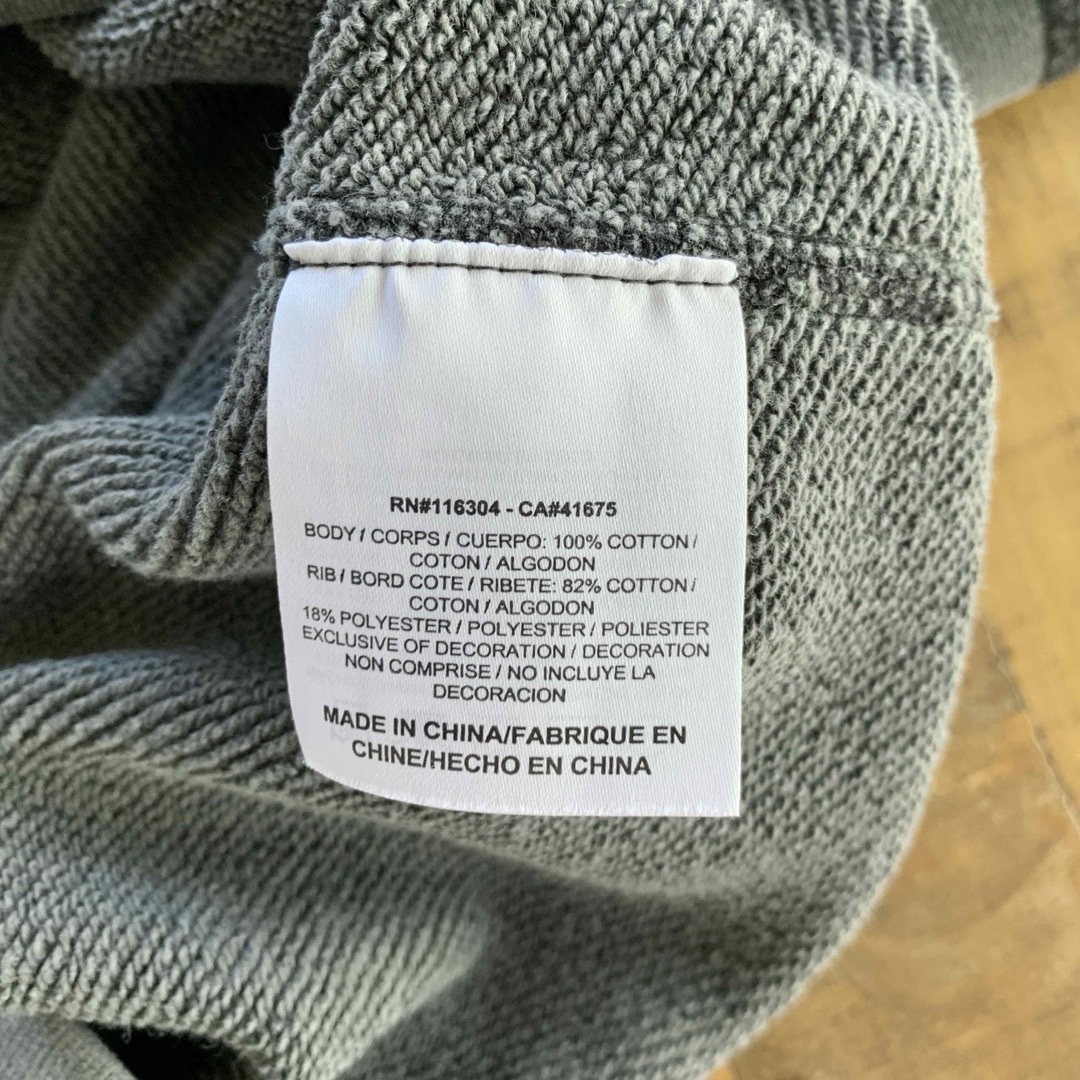 RN#116304 - CA#41675
BODY / CORPS / CUERPO: 100% COTTON /
COTON / ALGODON
RIB / BORD COTE / RIBETE: 82% COTTON /
COTON / ALGODON
18% POLYESTER / POLYESTER / POLIESTER
EXCLUSIVE OF DECORATION / DECORATION
NON COMPRISE / NO INCLUYE LA
DECORACION
MADE IN CHINA/FABRIQUE EN
CHINE/HECHO EN CHINA